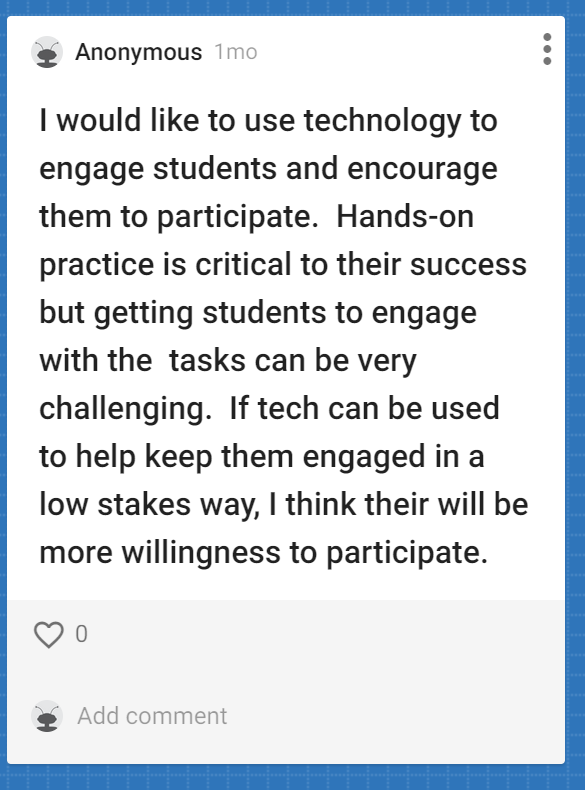 Anonymous 1mo
I would like to use technology to
engage students and encourage
them to participate.  Hands-on
practice is critical to their success
but getting students to engage
with the  tasks can be very
challenging.  If tech can be used
to help keep them engaged in a
low stakes way, I think their will be
more willingness to participate.
0
Add comment